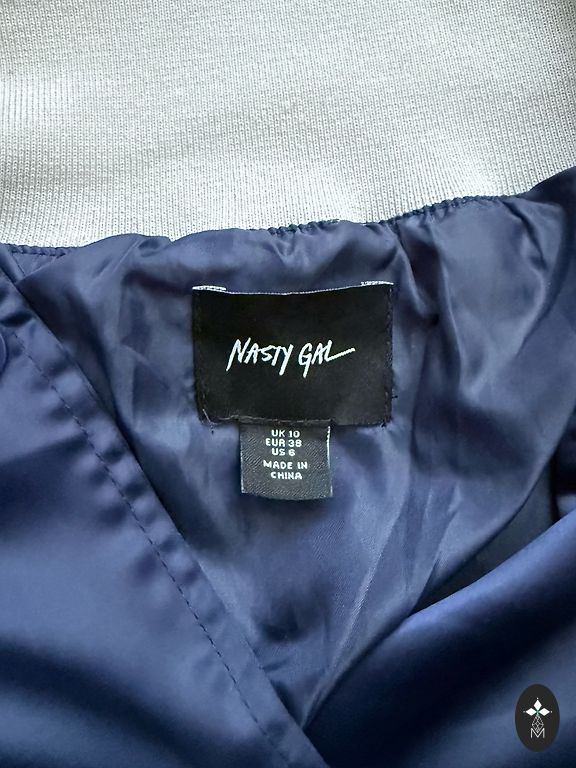 NASTY GAL
UK 10
EUR 38
US 6
MADE IN
CHINA
M